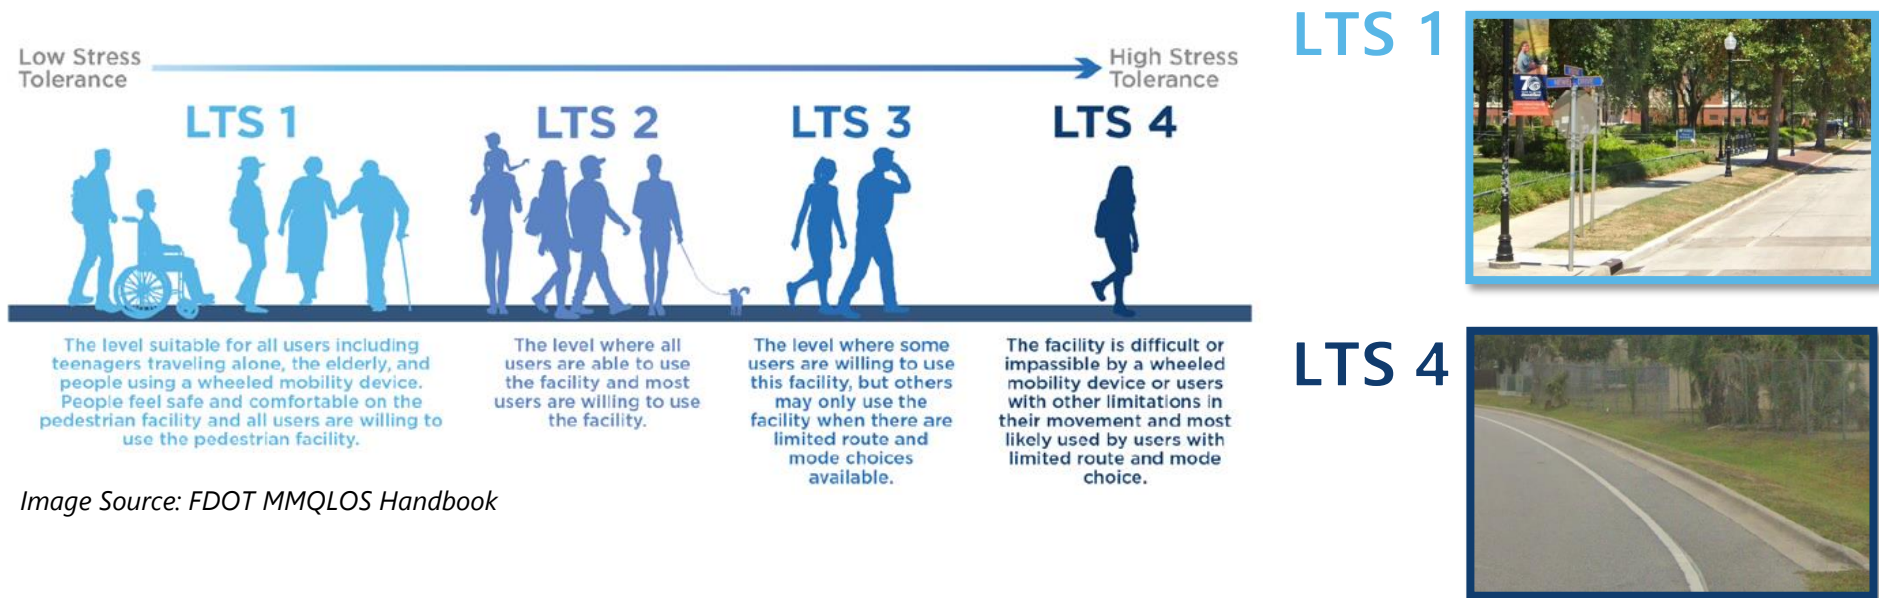 Low Stress
Tolerance
High Stress
Tolerance
LTS 1
LTS 2
LTS 3
LTS 4
The level suitable for all users including
teenagers traveling alone, the elderly, and
people using a wheeled mobility device.
People feel safe and comfortable on the
pedestrian facility and all users are willing to
use the pedestrian facility.
The level where all
users are able to use
the facility and most
users are willing to use
the facility.
The level where some
users are willing to use
this facility, but others
may only use the
facility when there are
limited route and
mode choices
available.
The facility is difficult or
impassible by a wheeled
mobility device or users
with other limitations in
their movement and most
likely used by users with
limited route and mode
choice.
Image Source: FDOT MMQLOS Handbook
LTS 1
LTS 4